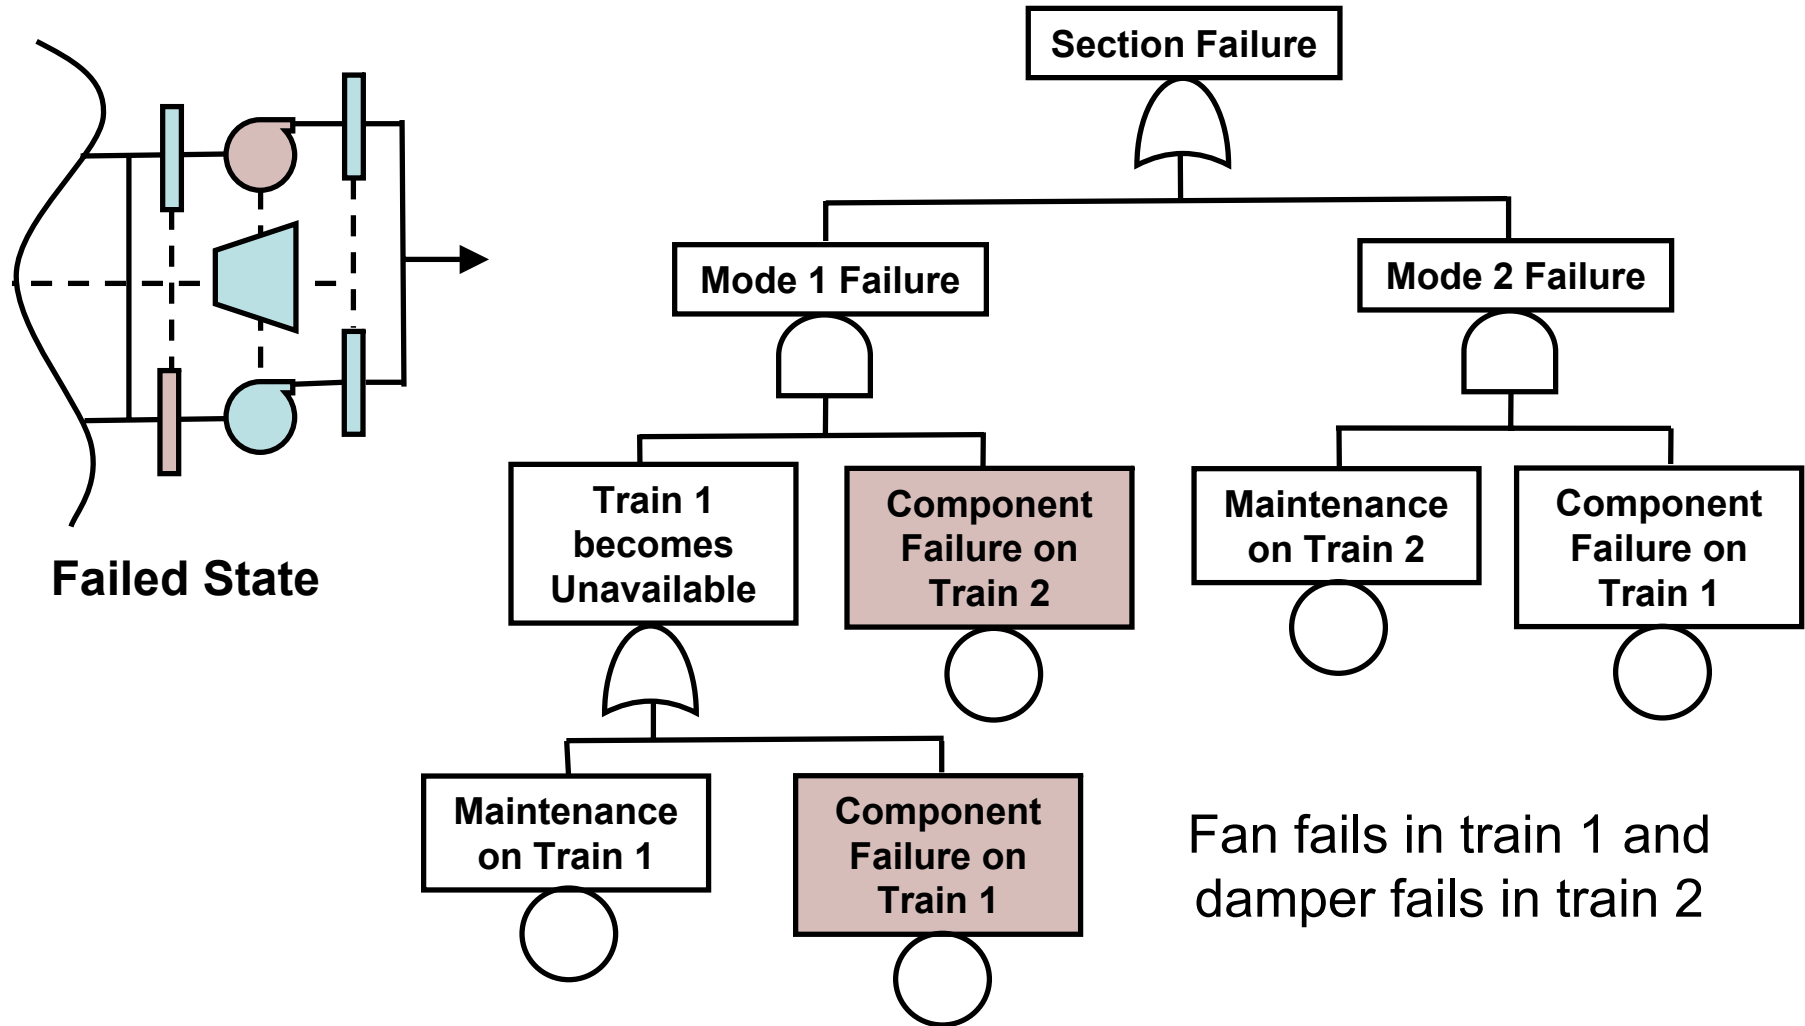 Section Failure
Mode 1 Failure
Mode 2 Failure
Train 1
becomes
Unavailable
Component
Failure on
Train 2
Maintenance
on Train 2
Component
Failure on
Train 1
Failed State
Maintenance
on Train 1
Component
Failure on
Train 1
Fan fails in train 1 and
damper fails in train 2